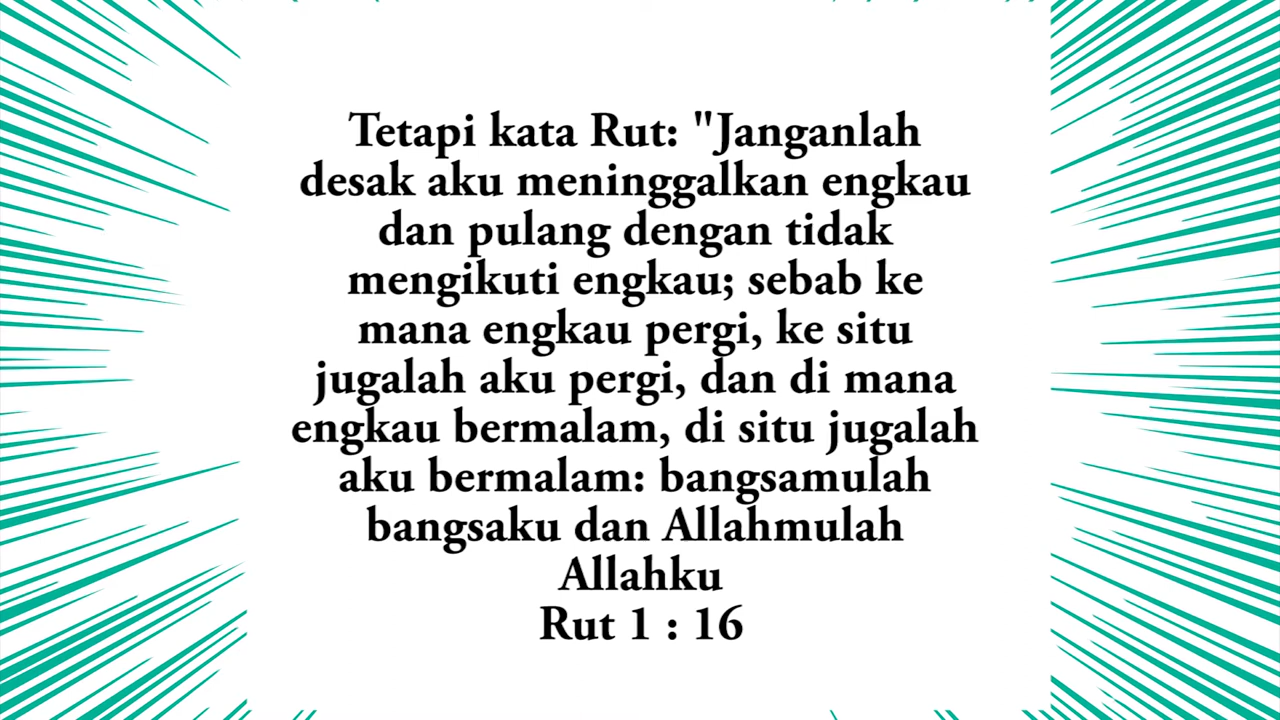 Tetapi kata Rut: "Janganlah
desak aku meninggalkan engkau
dan pulang dengan tidak
mengikuti engkau; sebab ke
mana engkau pergi, ke situ
jugalah aku pergi, dan di mana
engkau bermalam, di situ jugalah
aku bermalam: bangsamulah
bangsaku dan Allahmulah
Allahku
Rut 1 : 16